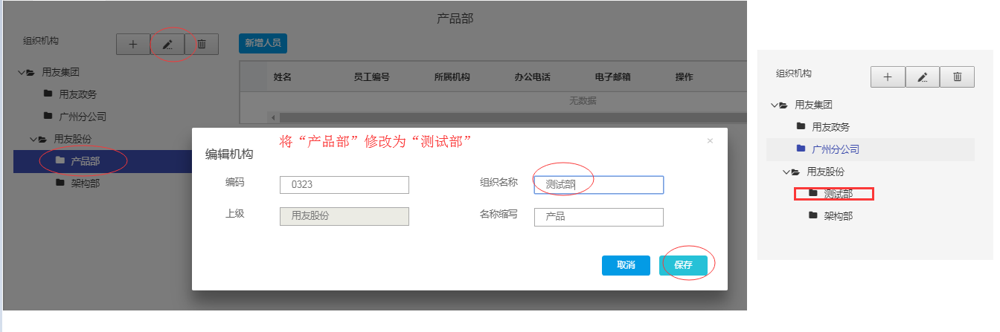 产品部
组织机构
新增人员
用友集团
用友政务
广州分公司
用友股份
产品部
架构部
姓名 员工编号 所属机构 办公电话 电子邮箱 操作
无数据
将“产品部”修改为“测试部”
编辑机构
编码 0323 组织名称 测试部
上级 用友股份 名称缩写 产品
取消 保存
组织机构
用友集团
用友政务
广州分公司
用友股份
测试部
架构部